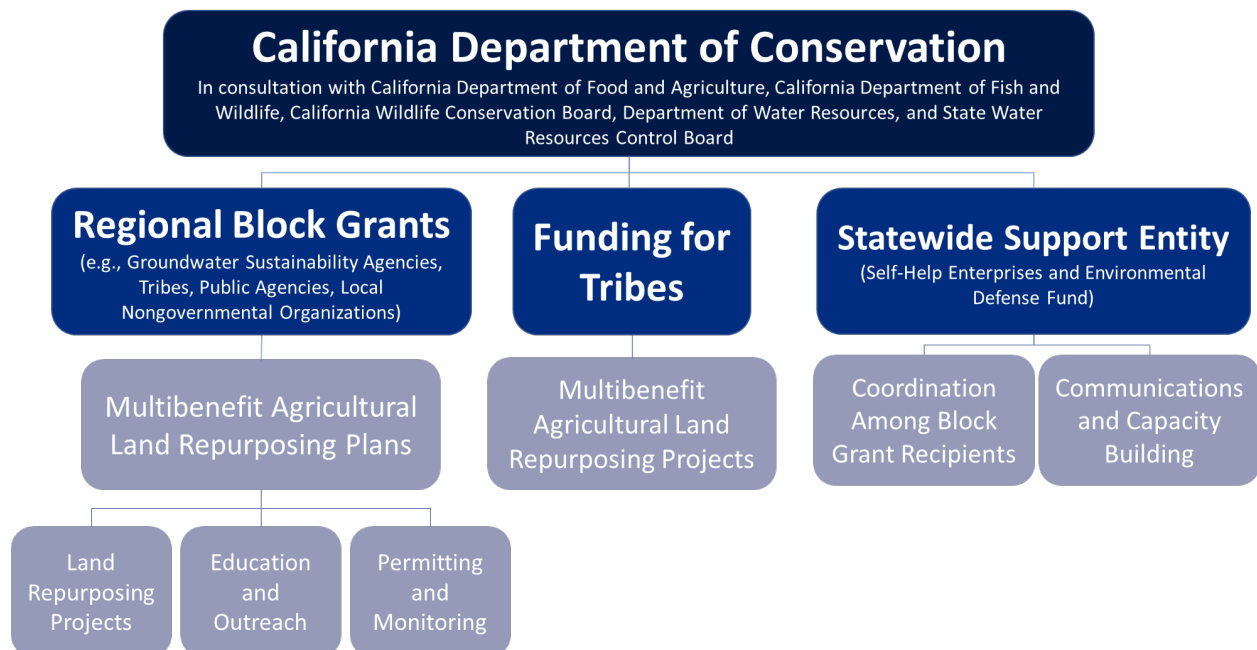 California Department of Conservation
In consultation with California Department of Food and Agriculture, California Department of Fish and
Wildlife, California Wildlife Conservation Board, Department of Water Resources, and State Water
Resources Control Board
Regional Block Grants
(e.g., Groundwater Sustainability Agencies,
Tribes, Public Agencies, Local
Nongovernmental Organizations)
Funding for
Tribes
Statewide Support Entity
(Self-Help Enterprises and Environmental
Defense Fund)
Multibenefit Agricultural
Land Repurposing Plans
Multibenefit
Agricultural Land
Repurposing Projects
Coordination
Among Block
Grant Recipients
Communications
and Capacity
Building
Land
Repurposing
Projects
Education
and
Outreach
Permitting
and
Monitoring